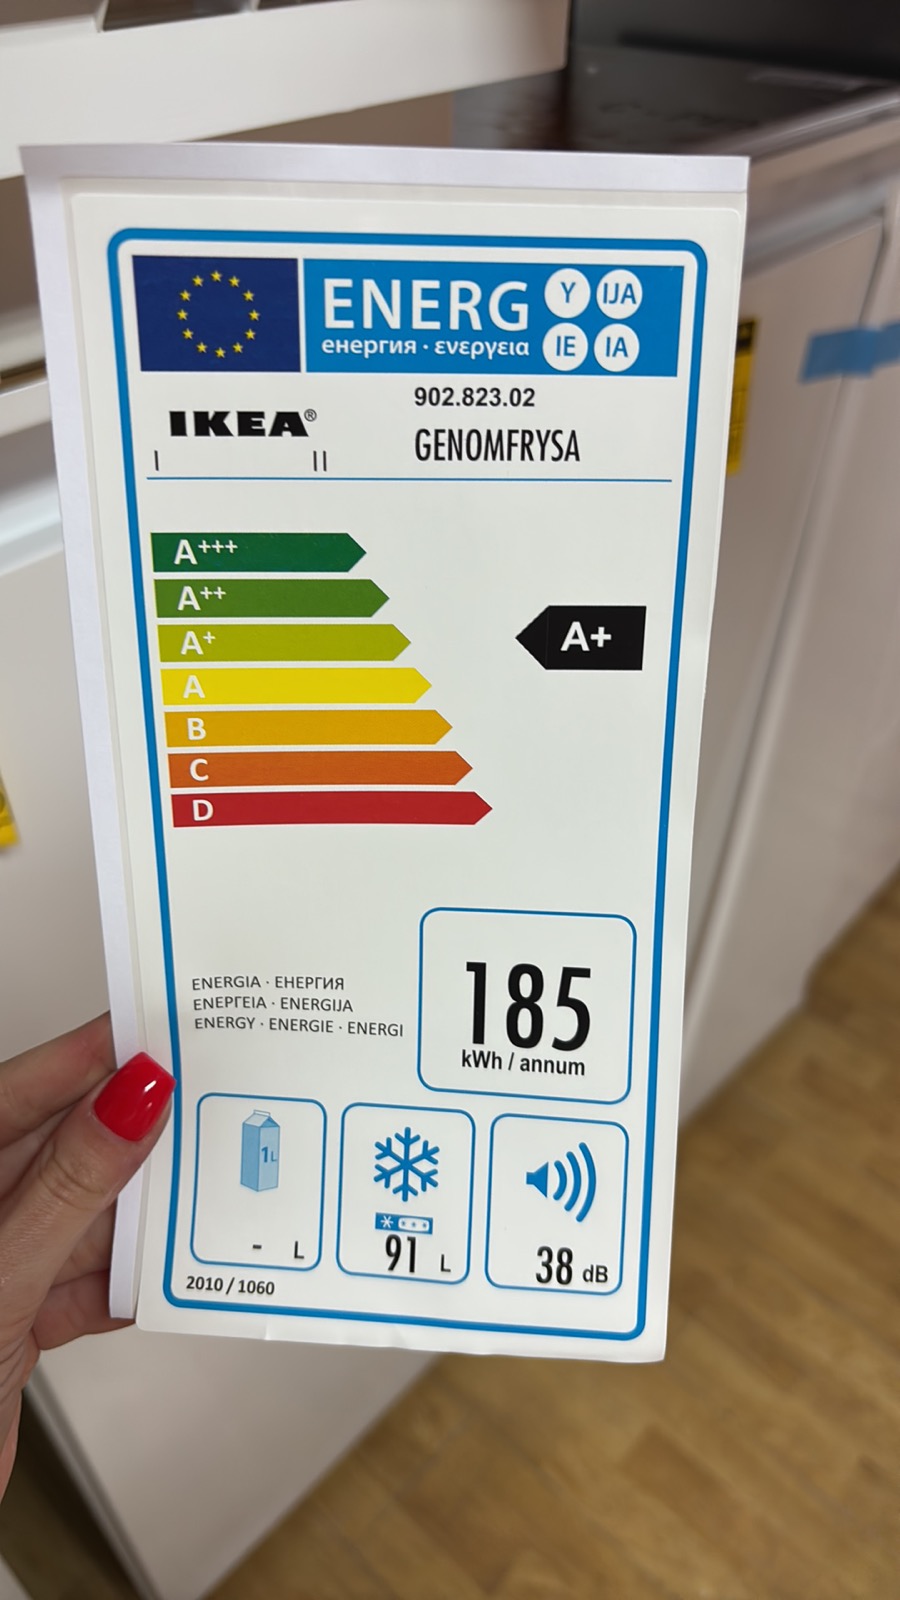 ENERG Y IJA
енергия · ενεργεια IE IA
902.823.02
IKEA®
GENOMFRYSA
I II
A+++
A++
A+
A
B
C
D
A+
185
kWh / annum
ENERGIA · ЕНЕРГИЯ
ΕΝΕΡΓΕΙΑ · ENERGIJA
ENERGY · ENERGIE · ENERGI
1L
- L
91 L
38 dB
2010 / 1060